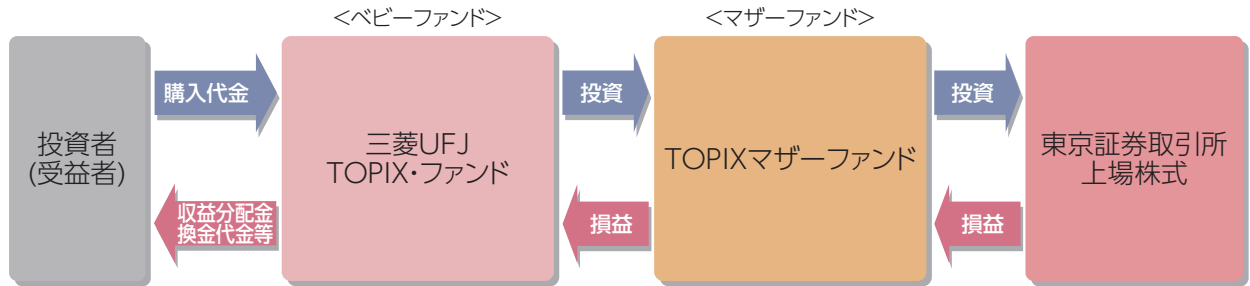 <ベビーファンド>
<マザーファンド>
投資者
(受益者)
購入代金
収益分配金
換金代金等
三菱UFJ
TOPIX・ファンド
投資
損益
TOPIXマザーファンド
投資
損益
東京証券取引所
上場株式